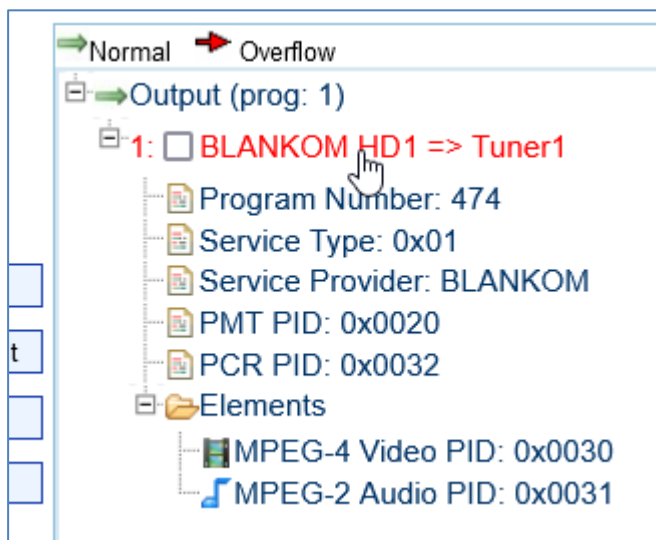 Normal Overflow
Output (prog: 1)
1: BLANKOM HD1 => Tuner1
Program Number: 474
Service Type: 0x01
Service Provider: BLANKOM
t PMT PID: 0x0020
PCR PID: 0x0032
Elements
MPEG-4 Video PID: 0x0030
MPEG-2 Audio PID: 0x0031